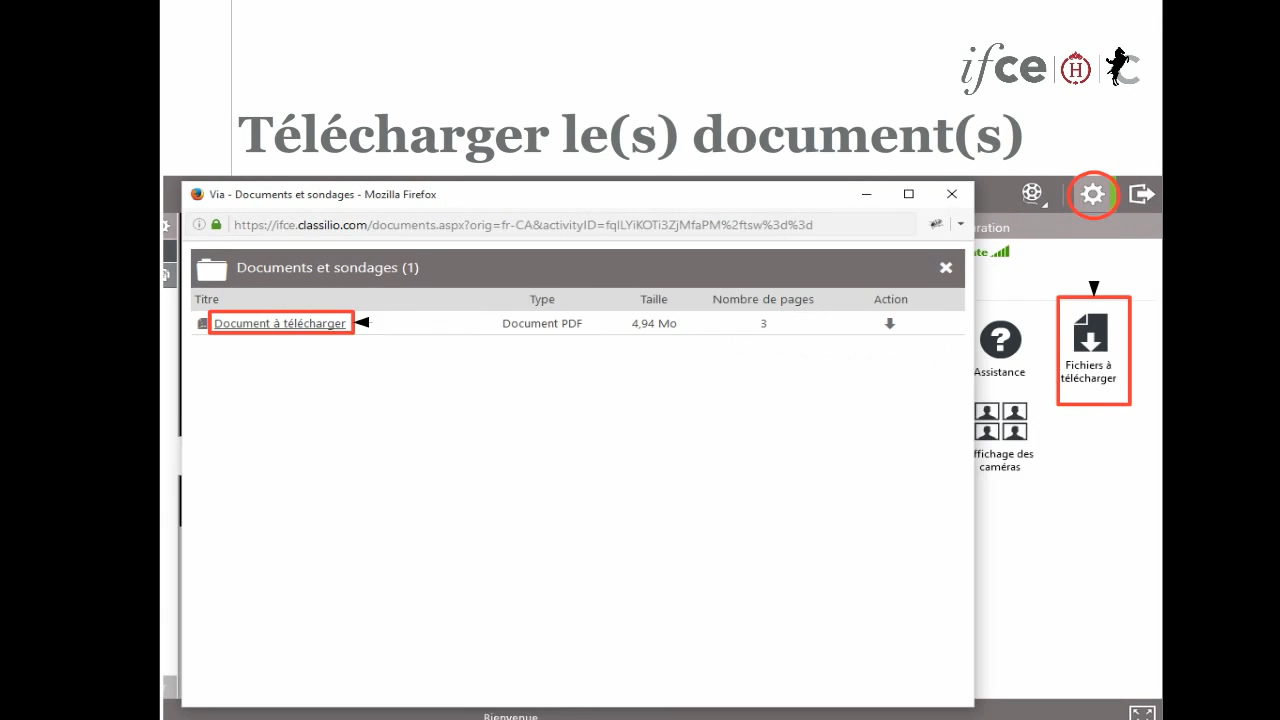 ifce
H
Télécharger le(s) document(s)
Via - Documents et sondages - Mozilla Firefox
https://ifce.classilio.com/documents.aspx?orig=fr-CA&activityID=fqlLYiKOTi3ZjMfaPM%2ftsw%3d%3d
ration
te
Documents et sondages (1)
Titre Type Taille Nombre de pages Action
Document à télécharger Document PDF 4,94 Mo 3
Assistance
Fichiers à
télécharger
ffichage des
caméras
Bienvenue